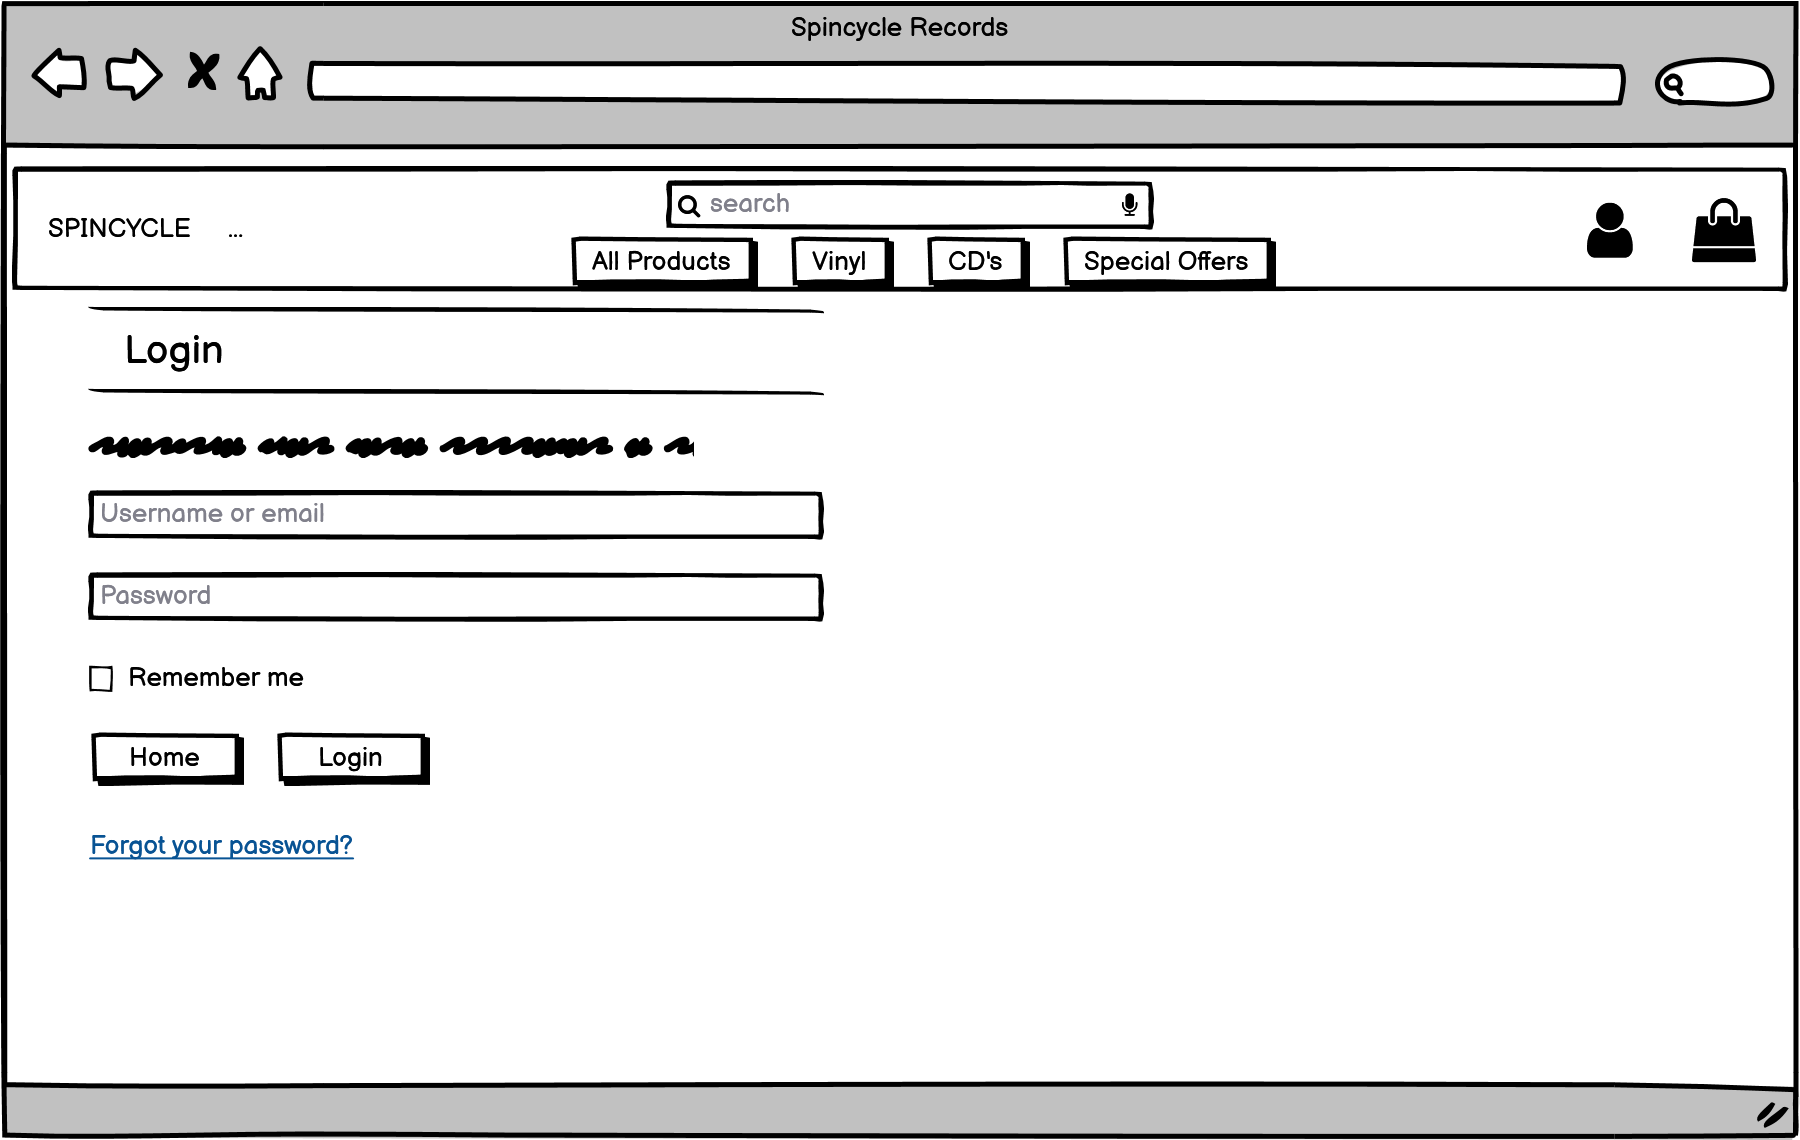 Spincycle Records
search
SPINCYCLE ...
All Products Vinyl CD's Special Offers
Login
Username or email
Password
Remember me
Home Login
Forgot your password?